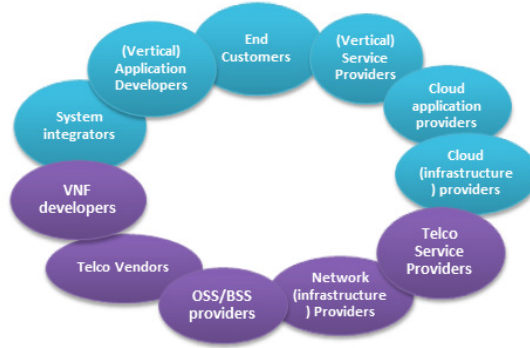 End
Customers
(Vertical)
Service
Providers
Cloud
application
providers
Cloud
(infrastructure
) providers
Telco
Service
Providers
Network
(infrastructure
) Providers
OSS/BSS
providers
Telco Vendors
VNF
developers
System
integrators
(Vertical)
Application
Developers